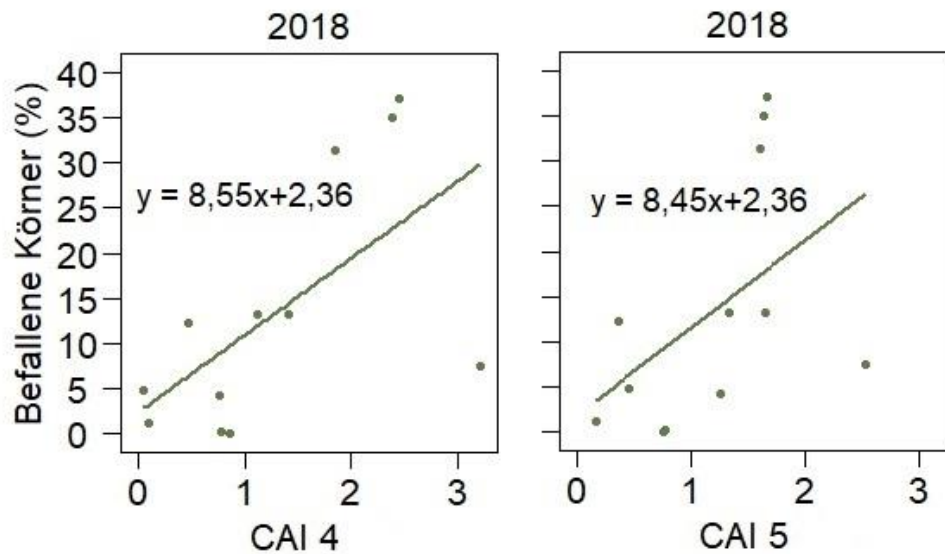 2018
2018
Befallene Körner (%)
40
35
30
25
20
15
10
5
0
y = 8,55x+2,36
y = 8,45x+2,36
0 1 2 3
0 1 2 3
CAI 4
CAI 5